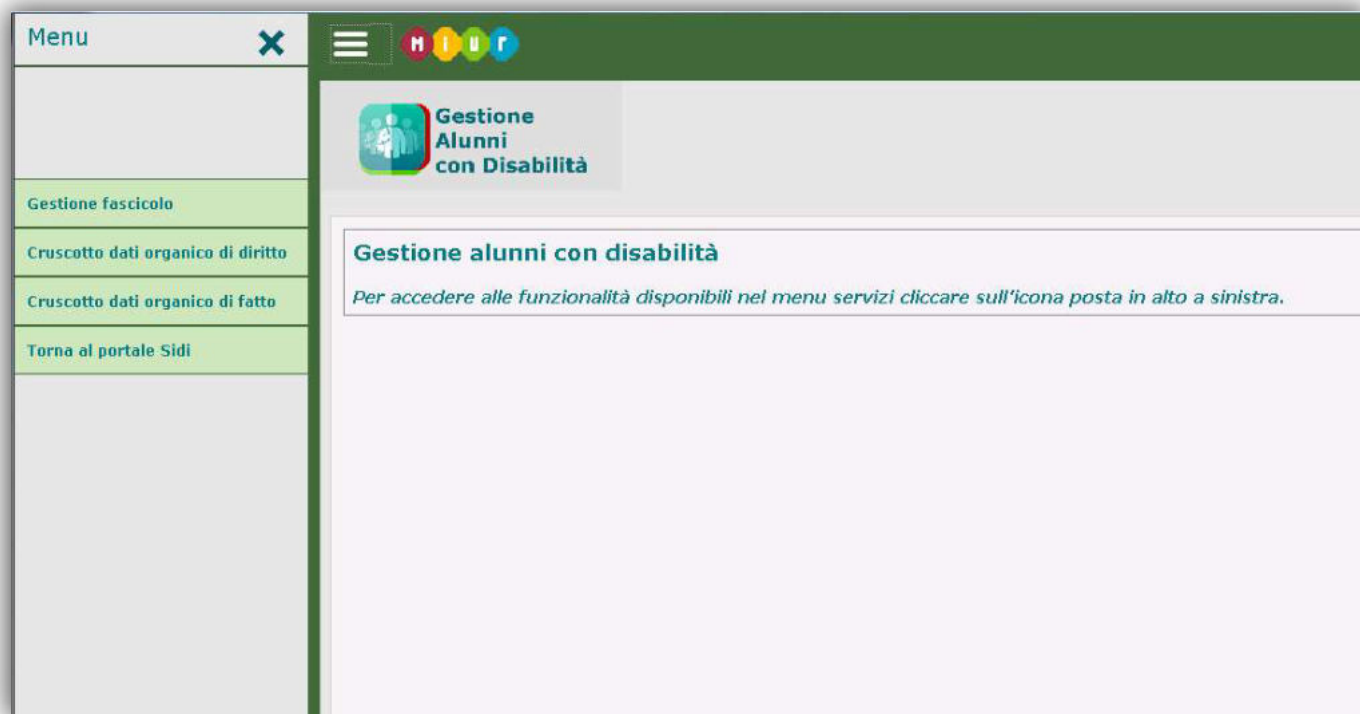 Menu
MIUr
Gestione
Alunni
con Disabilità
Gestione fascicolo
Cruscotto dati organico di diritto
Cruscotto dati organico di fatto
Torna al portale Sidi
Gestione alunni con disabilità
Per accedere alle funzionalità disponibili nel menu servizi cliccare sull'icona posta in alto a sinistra.